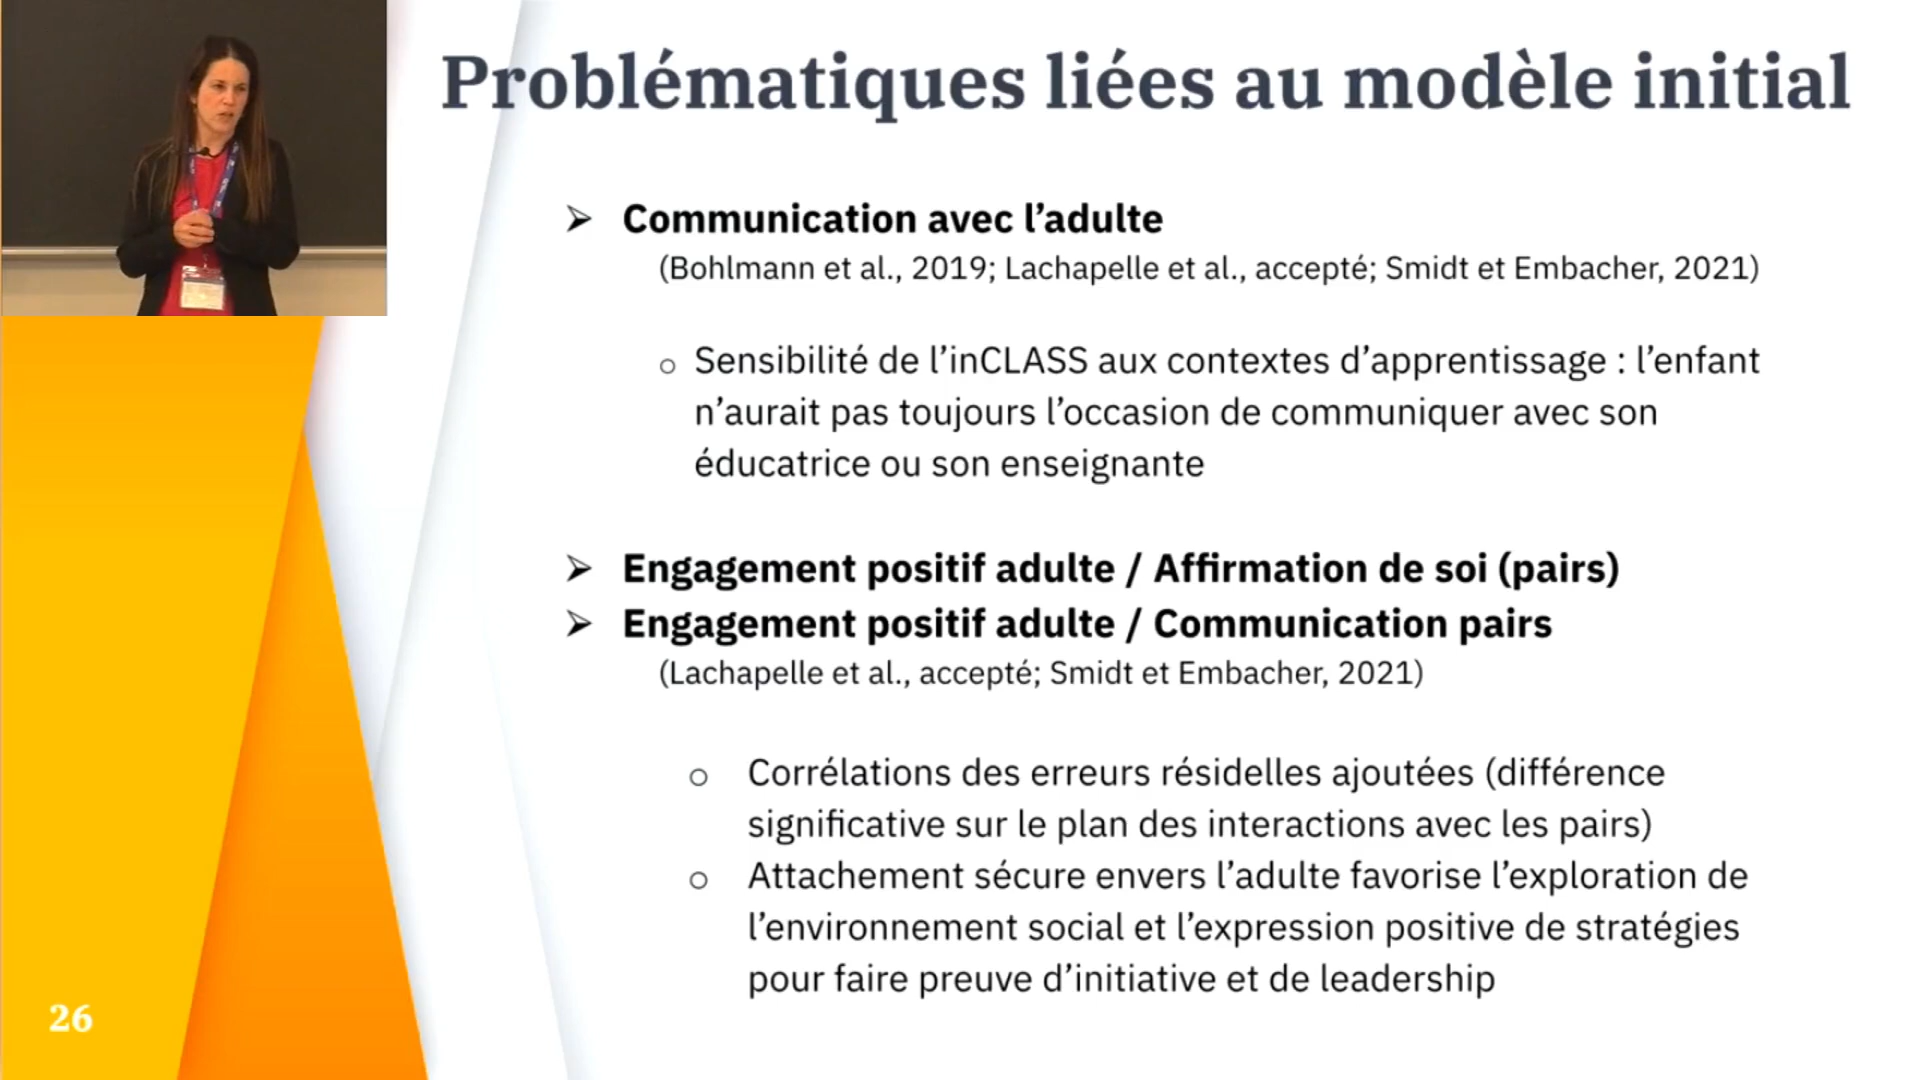 Problématiques liées au modèle initial
➢ Communication avec l’adulte
(Bohlmann et al., 2019; Lachapelle et al., accepté; Smidt et Embacher, 2021)
○ Sensibilité de l’inCLASS aux contextes d’apprentissage : l’enfant
n’aurait pas toujours l’occasion de communiquer avec son
éducatrice ou son enseignante
➢ Engagement positif adulte / Affirmation de soi (pairs)
➢ Engagement positif adulte / Communication pairs
(Lachapelle et al., accepté; Smidt et Embacher, 2021)
○ Corrélations des erreurs résidelles ajoutées (différence
significative sur le plan des interactions avec les pairs)
○ Attachement sécure envers l’adulte favorise l’exploration de
l’environnement social et l’expression positive de stratégies
pour faire preuve d’initiative et de leadership
26